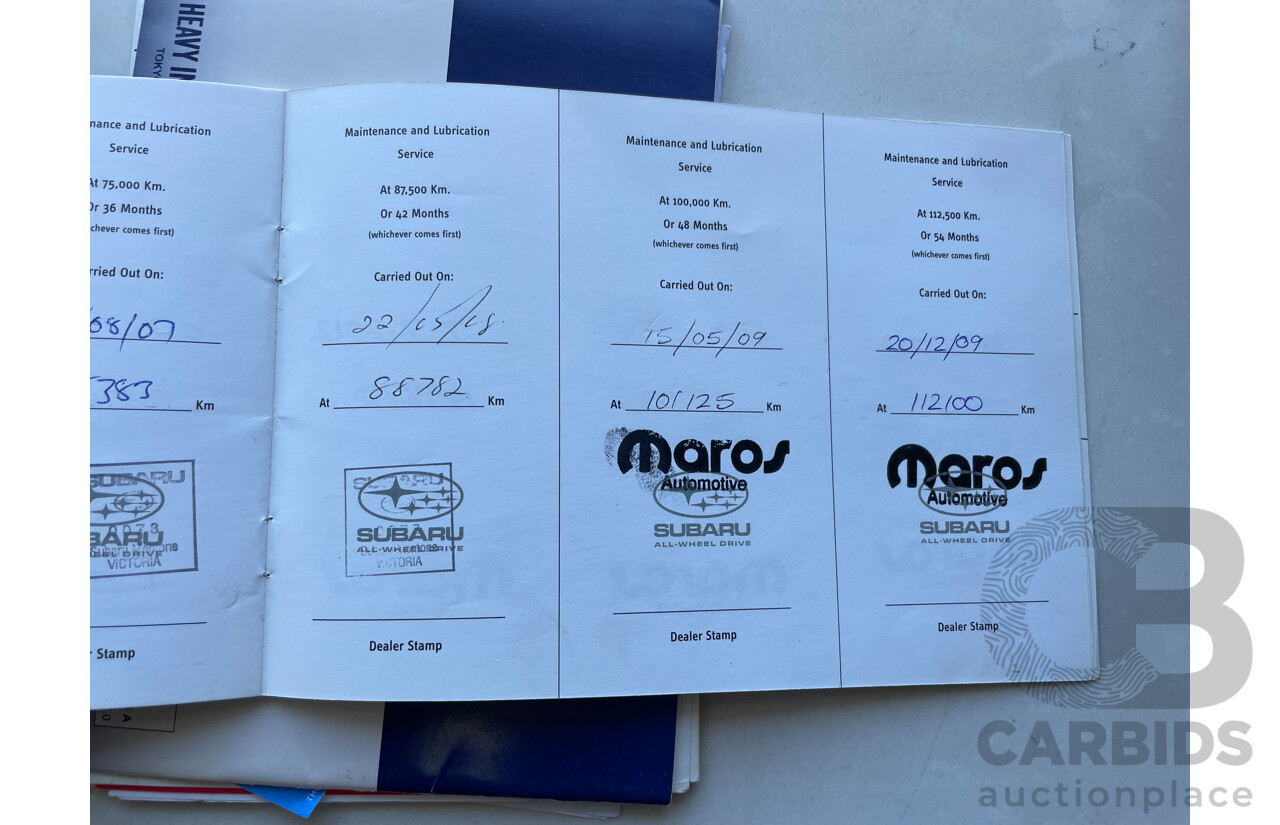 HEAVY IN
TOKY
nance and Lubrication
Service
At 75,000 Km.
Or 36 Months
chever comes first)
rried Out On:
08/07
383 Km
SUBARU
SUBARU
VICTORIA
Stamp
Maintenance and Lubrication
Service
At 87,500 Km.
Or 42 Months
(whichever comes first)
Carried Out On:
At 88782 Km
SUBARU
SUBARU
ALL-WHEEL DRIVE
VICTORIA
Dealer Stamp
Maintenance and Lubrication
Service
At 100,000 Km.
Or 48 Months
(whichever comes first)
Carried Out On:
15/05/09
At 101125 Km
Maros
Automotive
SUBARU
ALL-WHEEL DRIVE
Dealer Stamp
Maintenance and Lubrication
Service
At 112,500 Km.
Or 54 Months
(whichever comes first)
Carried Out On:
20/12/09
At 112100 Km
Maros
Automotive
SUBARU
ALL-WHEEL DRIVE
Dealer Stamp
CB
CARBIDS
auctionplace